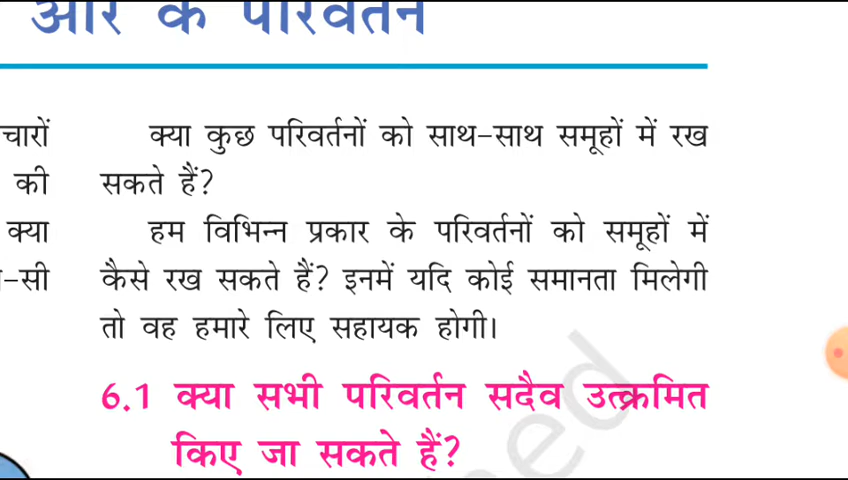 और के परिवर्तन
चारों
की
क्या
-सी
क्या कुछ परिवर्तनों को साथ-साथ समूहों में रख
सकते हैं?
हम विभिन्न प्रकार के परिवर्तनों को समूहों में
कैसे रख सकते हैं? इनमें यदि कोई समानता मिलेगी
तो वह हमारे लिए सहायक होगी।
6.1 क्या सभी परिवर्तन सदैव उत्क्रमित
किए जा सकते हैं?